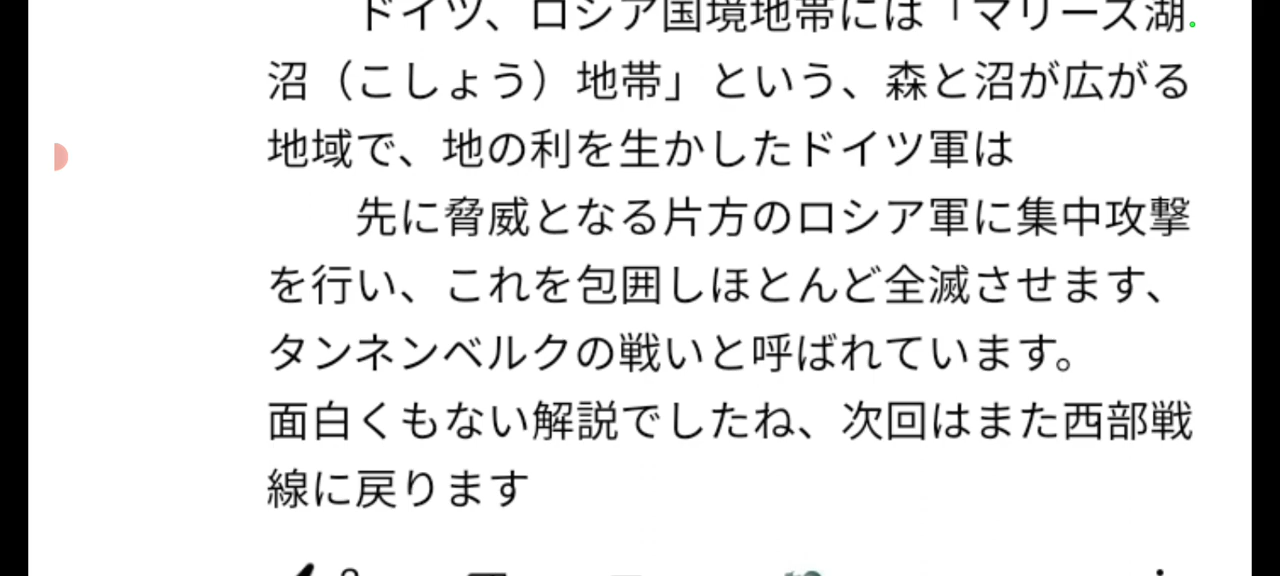 ドイツ、ロシア国境地帯には「マリーズ湖
沼（こしょう）地帯」という、森と沼が広がる
地域で、地の利を生かしたドイツ軍は
先に脅威となる片方のロシア軍に集中攻撃
を行い、これを包囲しほとんど全滅させます、
タンネンベルクの戦いと呼ばれています。
面白くもない解説でしたね、次回はまた西部戦
線に戻ります